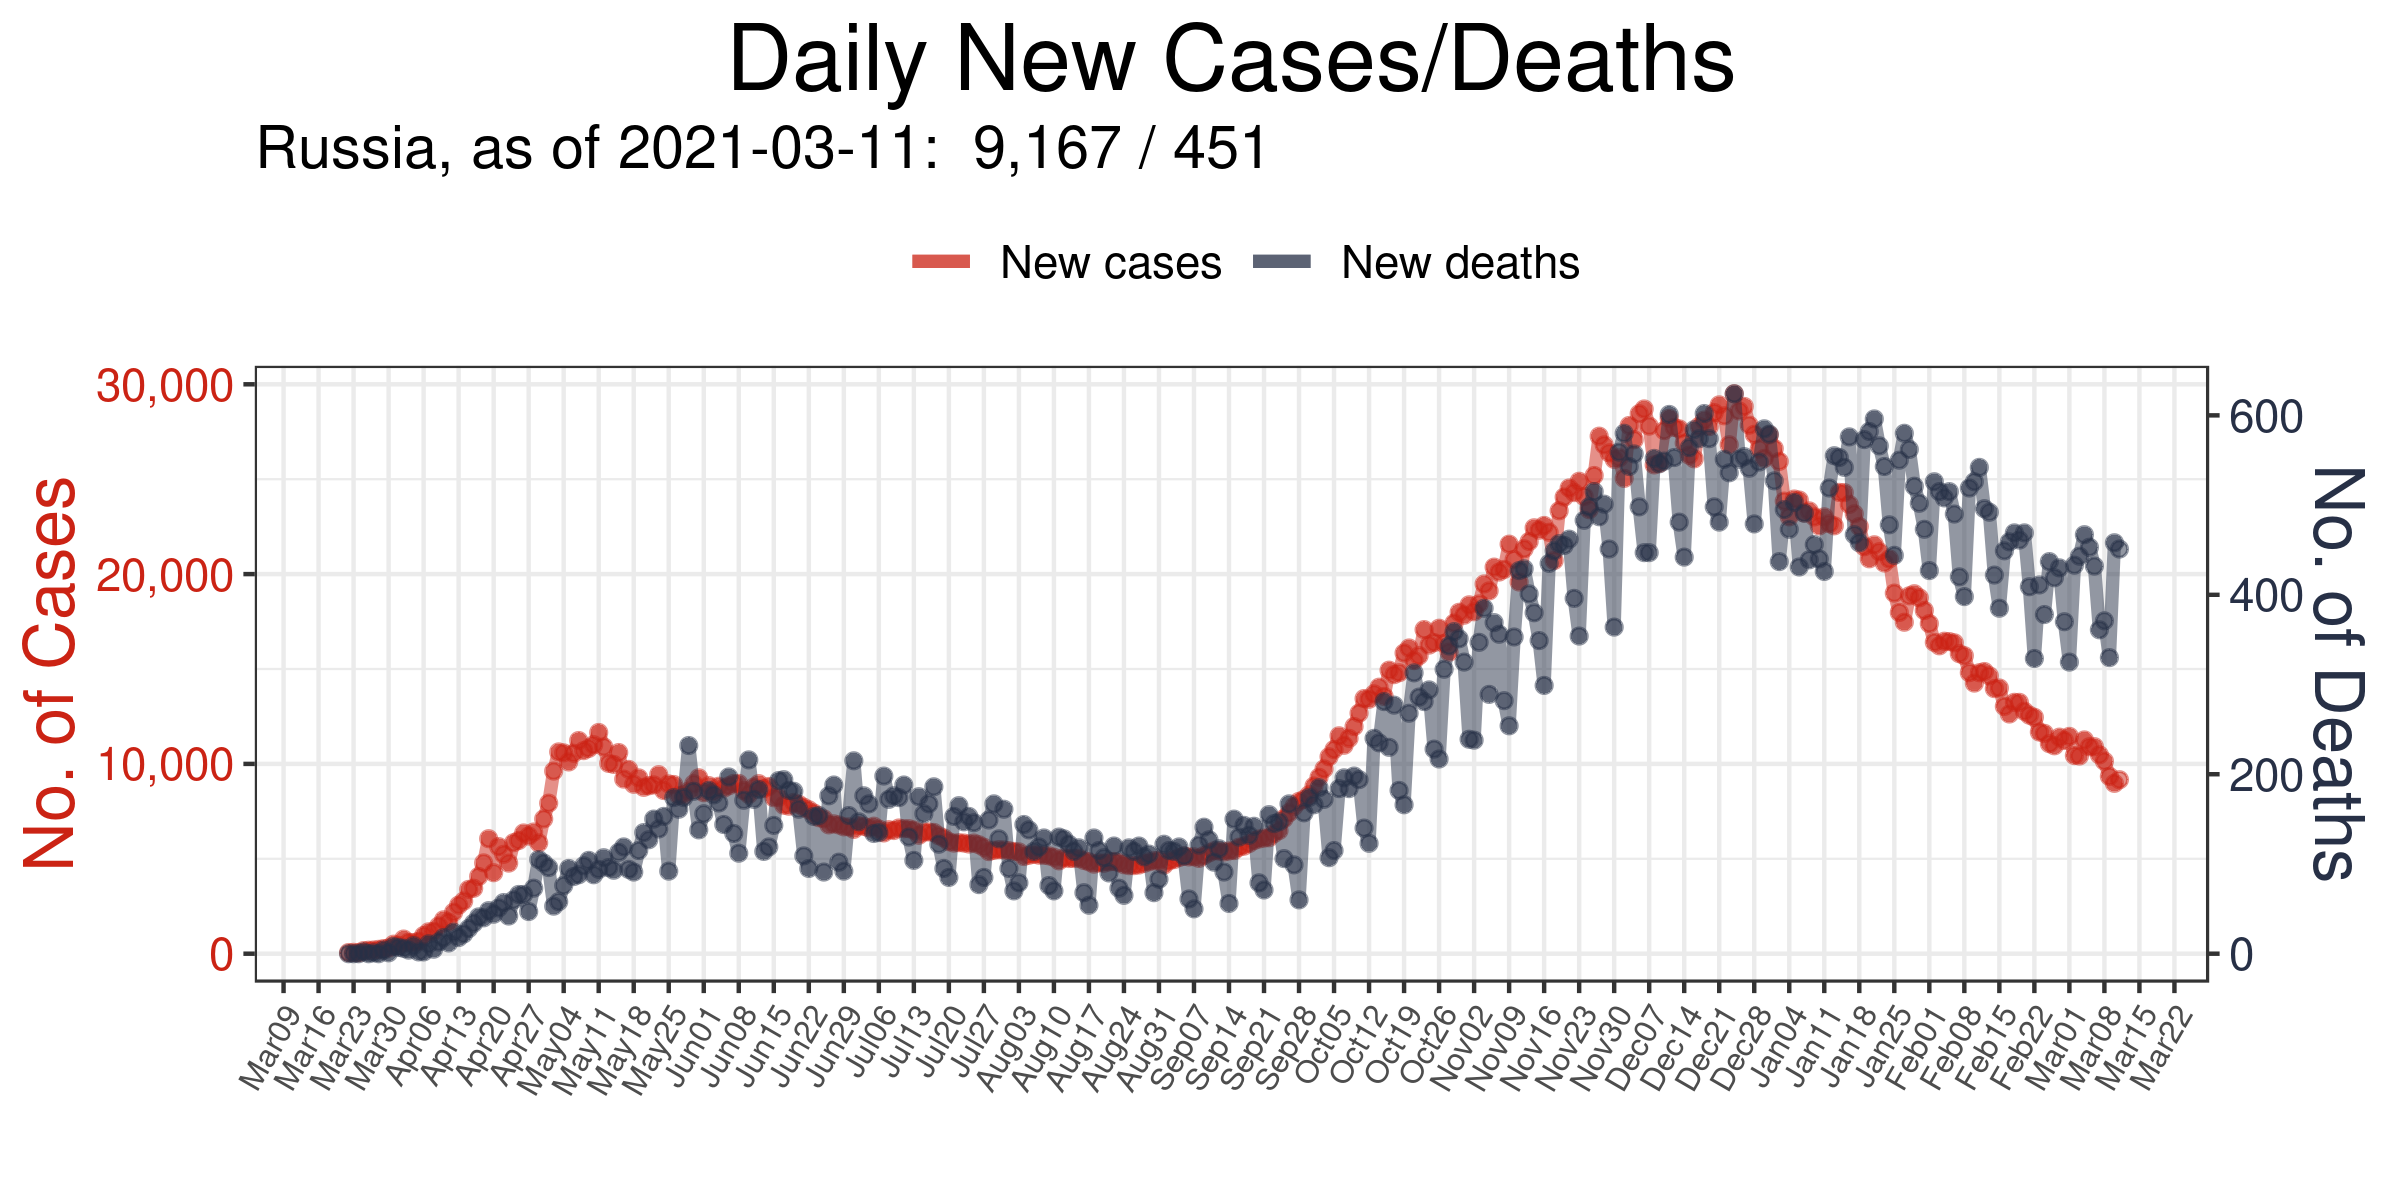 Daily New Cases/Deaths
Russia, as of 2021-03-11:  9,167 / 451
New cases
New deaths
No. of Cases
30,000
20,000
10,000
0
600
400
200
0
No. of Deaths
Mar09
Mar16
Mar23
Mar30
Apr06
Apr13
Apr20
Apr27
May04
May11
May18
May25
Jun01
Jun08
Jun15
Jun22
Jun29
Jul06
Jul13
Jul20
Jul27
Aug03
Aug10
Aug17
Aug24
Aug31
Sep07
Sep14
Sep21
Sep28
Oct05
Oct12
Oct19
Oct26
Nov02
Nov09
Nov16
Nov23
Nov30
Dec07
Dec14
Dec21
Dec28
Jan04
Jan11
Jan18
Jan25
Feb01
Feb08
Feb15
Feb22
Mar01
Mar08
Mar15
Mar22